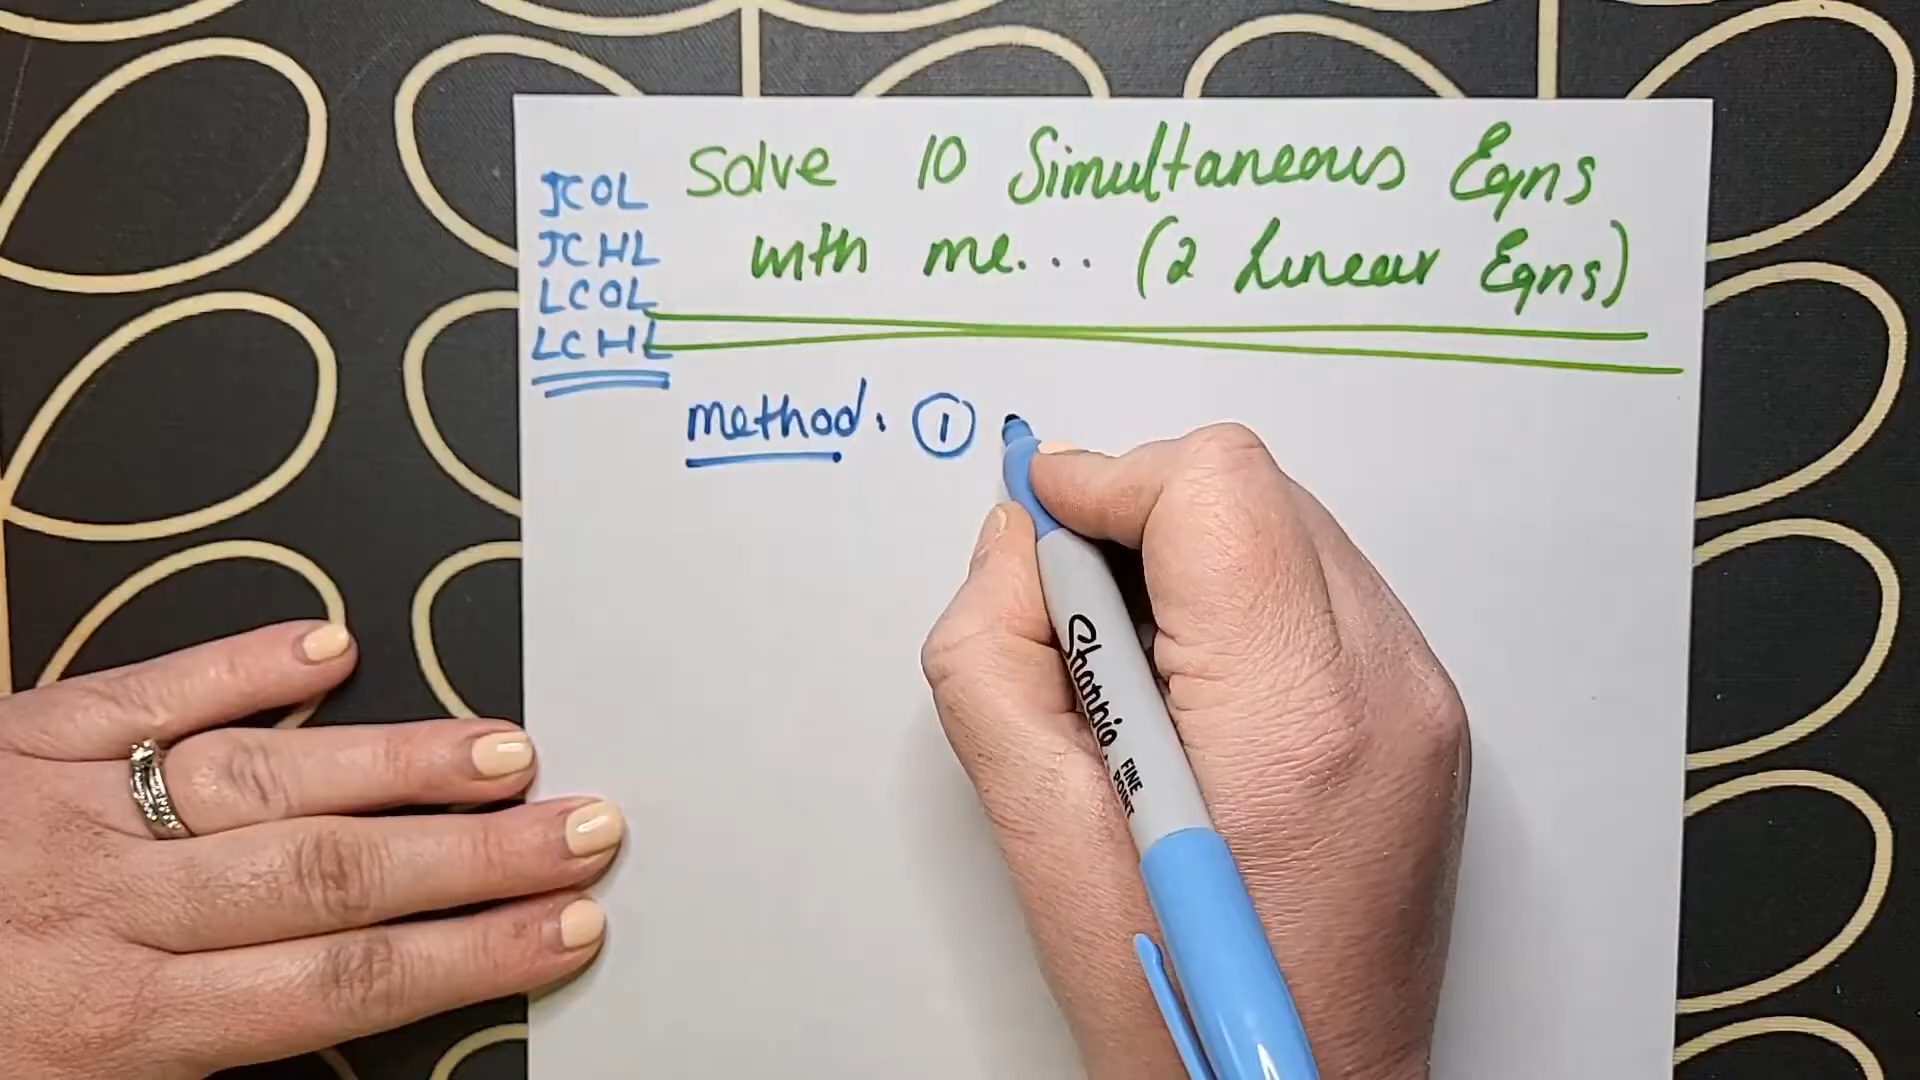 JCOL
JCHL
LCOL
LCHL
Solve 10 Simultaneous Eqns
with me... (2 Linear Eqns)
method: ①
Sharpie
FINE
POINT